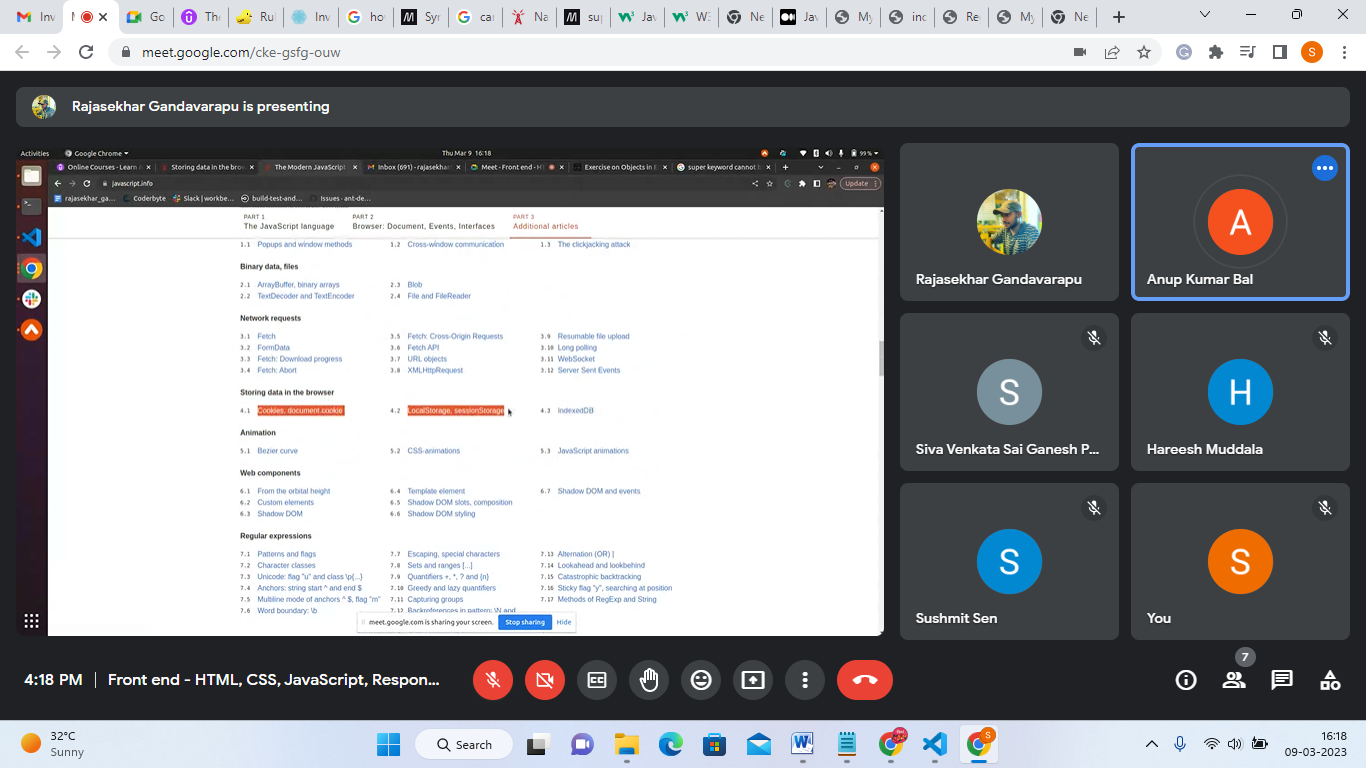 M Inv
M
Go
The
Rul
Inv
G ho
M Syr
G car
Na
M sup
Jav
W3
Ne
Jav
My
ind
Re
My
Ne
meet.google.com/cke-gsfg-ouw
S
Rajasekhar Gandavarapu is presenting
Activities Google Chrome Thu Mar 9 16:18 99 %
Online Courses - Learn A Storing data in the brow The Modern JavaScript Inbox (691) - rajasekhar Meet - Front end - H Exercise on Objects in E super keyword cannot b
javascript.info Update
rajasekhar_ga... Coderbyte Slack | workbe... build-test-and... Issues · ant-de...
PART 1 PART 2 PART 3
The JavaScript language Browser: Document, Events, Interfaces Additional articles
1.1 Popups and window methods 1.2 Cross-window communication 1.3 The clickjacking attack
Binary data, files
2.1 ArrayBuffer, binary arrays 2.3 Blob
2.2 TextDecoder and TextEncoder 2.4 File and FileReader
Network requests
3.1 Fetch 3.5 Fetch: Cross-Origin Requests 3.9 Resumable file upload
3.2 FormData 3.6 Fetch API 3.10 Long polling
3.3 Fetch: Download progress 3.7 URL objects 3.11 WebSocket
3.4 Fetch: Abort 3.8 XMLHttpRequest 3.12 Server Sent Events
Storing data in the browser
4.1 Cookies, document.cookie 4.2 LocalStorage, sessionStorage 4.3 IndexedDB
Animation
5.1 Bezier curve 5.2 CSS-animations 5.3 JavaScript animations
Web components
6.1 From the orbital height 6.4 Template element 6.7 Shadow DOM and events
6.2 Custom elements 6.5 Shadow DOM slots, composition
6.3 Shadow DOM 6.6 Shadow DOM styling
Regular expressions
7.1 Patterns and flags 7.7 Escaping, special characters 7.13 Alternation (OR) |
7.2 Character classes 7.8 Sets and ranges [...] 7.14 Lookahead and lookbehind
7.3 Unicode: flag "u" and class \p{...} 7.9 Quantifiers +, *, ? and {n} 7.15 Catastrophic backtracking
7.4 Anchors: string start ^ and end $ 7.10 Greedy and lazy quantifiers 7.16 Sticky flag "y", searching at position
7.5 Multiline mode of anchors ^ $, flag "m" 7.11 Capturing groups 7.17 Methods of RegExp and String
7.6 Word boundary: \b 7.12 Backreferences in pattern: \N and
meet.google.com is sharing your screen. Stop sharing Hide
Rajasekhar Gandavarapu
A
Anup Kumar Bal
S
Siva Venkata Sai Ganesh P...
H
Hareesh Muddala
S
Sushmit Sen
S
You
7
4:18 PM | Front end - HTML, CSS, JavaScript, Respon...
32°C
Sunny
Search
16:18
09-03-2023